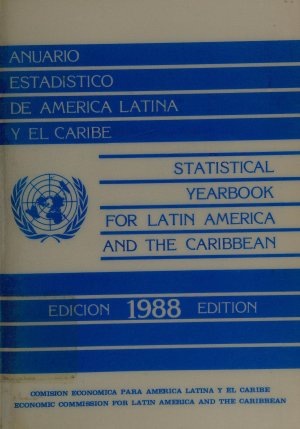 ANUARIO
ESTADISTICO
DE AMERICA LATINA
Y EL CARIBE
STATISTICAL
YEARBOOK
FOR LATIN AMERICA
AND THE CARIBBEAN
EDICION 1988 EDITION
COMISION ECONOMICA PARA AMERICA LATINA Y EL CARIBE
ECONOMIC COMMISSION FOR LATIN AMERICA AND THE CARIBBEAN